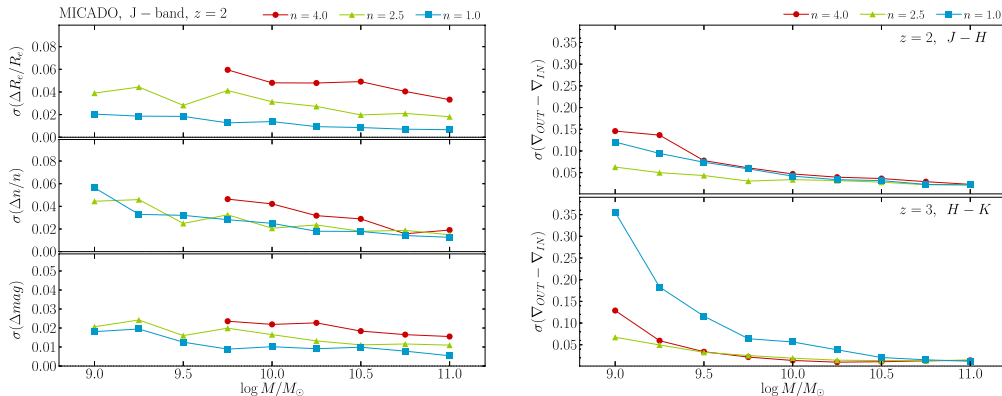 MICADO, J−band, z = 2
n = 4.0 n = 2.5 n = 1.0
σ(ΔR_e/R_e)
0.08
0.06
0.04
0.02
0.00
σ(Δn/n)
0.08
0.06
0.04
0.02
0.00
σ(Δmag)
0.04
0.03
0.02
0.01
0.00
9.0 9.5 10.0 10.5 11.0
log M/M_⊙
n = 4.0 n = 2.5 n = 1.0
z = 2, J − H
σ(∇_OUT − ∇_IN)
0.35
0.30
0.25
0.20
0.15
0.10
0.05
z = 3, H − K
σ(∇_OUT − ∇_IN)
0.35
0.30
0.25
0.20
0.15
0.10
0.05
9.0 9.5 10.0 10.5 11.0
log M/M_⊙